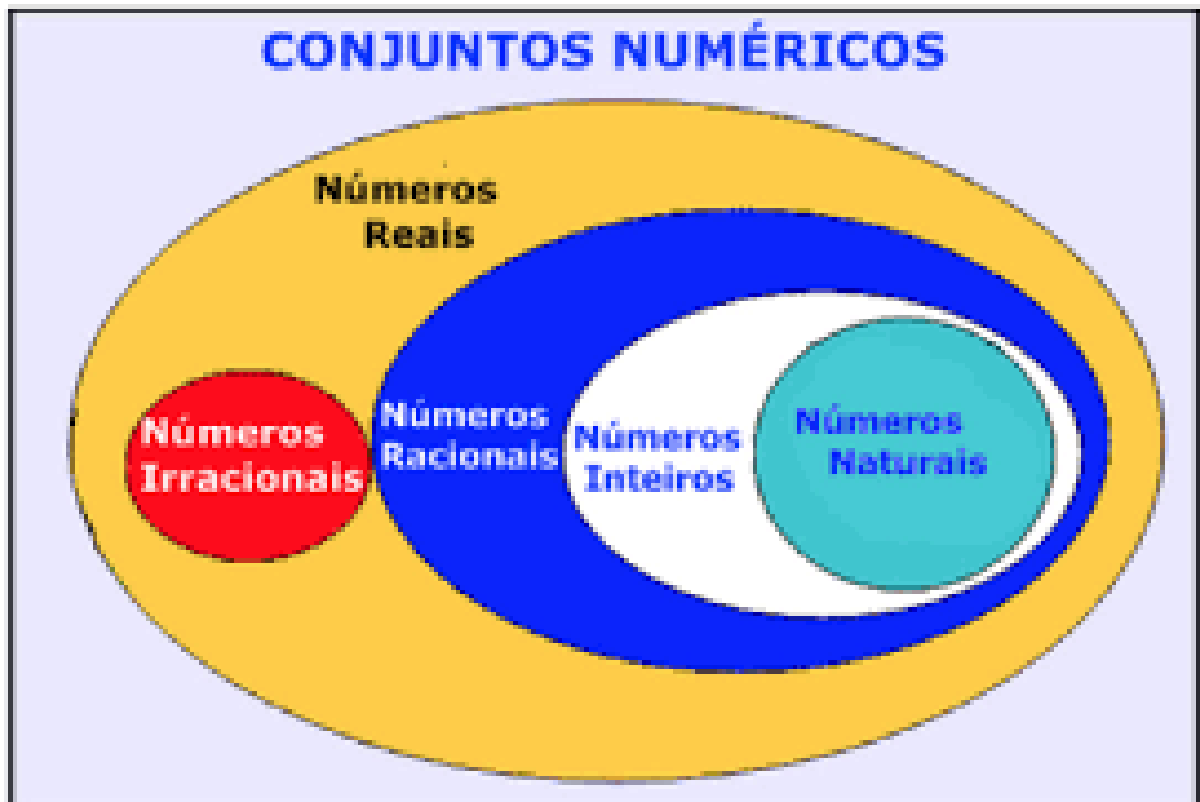 CONJUNTOS NUMÉRICOS
Números
Reais
Números
Irracionais
Números
Racionais
Números
Inteiros
Números
Naturais